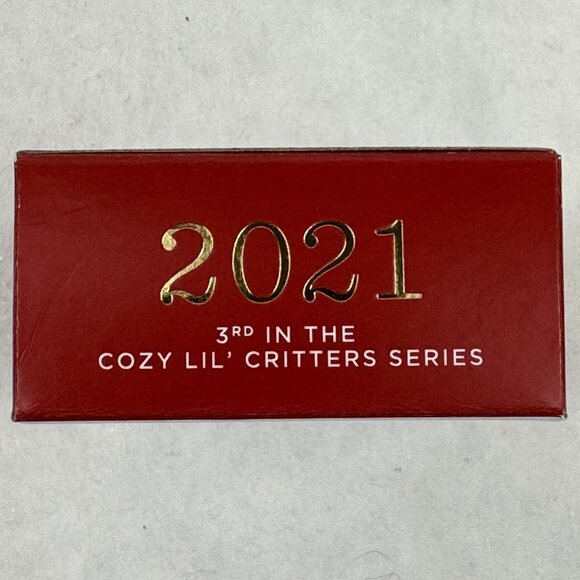 2021
3RD IN THE
COZY LIL' CRITTERS SERIES